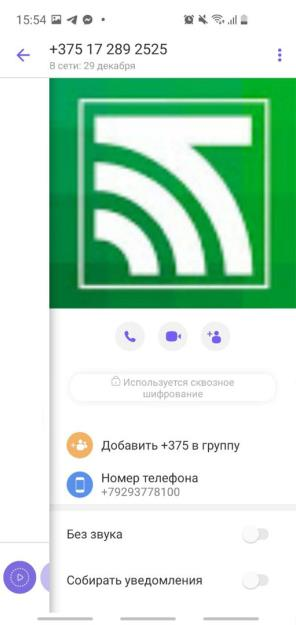 15:54
+375 17 289 2525
В сети: 29 декабря
Используется сквозное
шифрование
Добавить +375 в группу
Номер телефона
+79293778100
Без звука
Собирать уведомления